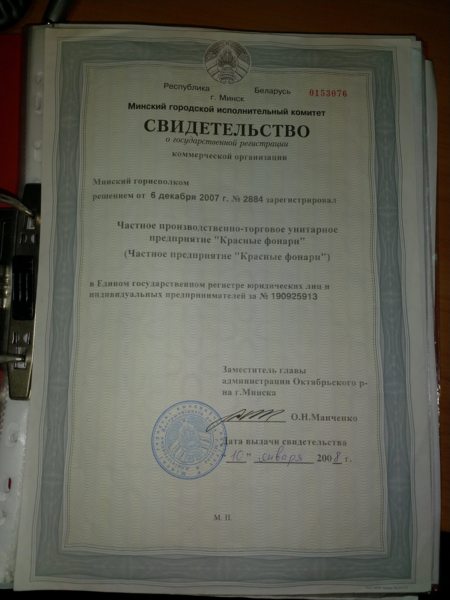 Республика Беларусь
г. Минск
0153076
Минский городской исполнительный комитет
СВИДЕТЕЛЬСТВО
о государственной регистрации
коммерческой организации
Минский горисполком
решением от 6 декабря 2007 г. № 2884 зарегистрировал
Частное производственно-торговое унитарное
предприятие "Красные фонари"
(Частное предприятие "Красные фонари")
в Едином государственном регистре юридических лиц и
индивидуальных предпринимателей за № 190925913
Заместитель главы
администрации Октябрьского р-
на г.Минска
О.Н.Манченко
Дата выдачи свидетельства
"10" января 2008 г.
М. П.